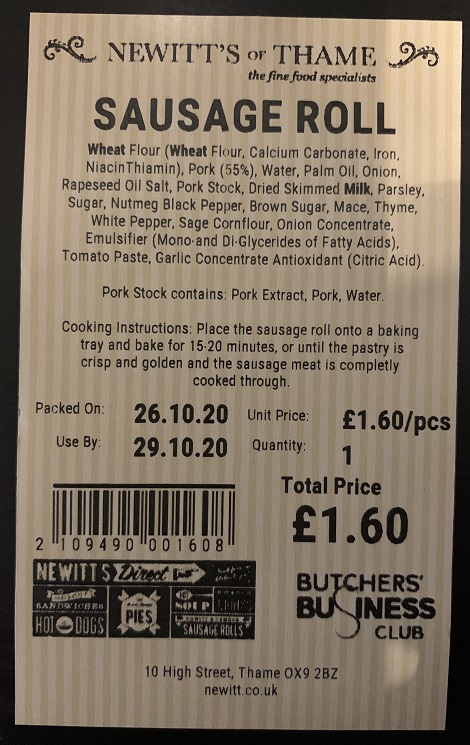 NEWITT'S OF THAME
the fine food specialists
SAUSAGE ROLL
Wheat Flour (Wheat Flour, Calcium Carbonate, Iron,
NiacinThiamin), Pork (55%), Water, Palm Oil, Onion,
Rapeseed Oil Salt, Pork Stock, Dried Skimmed Milk, Parsley,
Sugar, Nutmeg Black Pepper, Brown Sugar, Mace, Thyme,
White Pepper, Sage Cornflour, Onion Concentrate,
Emulsifier (Mono-and Di-Glycerides of Fatty Acids),
Tomato Paste, Garlic Concentrate Antioxidant (Citric Acid).
Pork Stock contains: Pork Extract, Pork, Water.
Cooking Instructions: Place the sausage roll onto a baking
tray and bake for 15-20 minutes, or until the pastry is
crisp and golden and the sausage meat is completly
cooked through.
Packed On: 26.10.20 Unit Price: £1.60/pcs
Use By: 29.10.20 Quantity: 1
Total Price
£1.60
2 109490 001608
NEWITT'S Direct
SANDWICHES
HOT DOGS
PIES
SOUP
SAUSAGE ROLLS
BUTCHERS'
BUSINESS
CLUB
10 High Street, Thame OX9 2BZ
newitt.co.uk